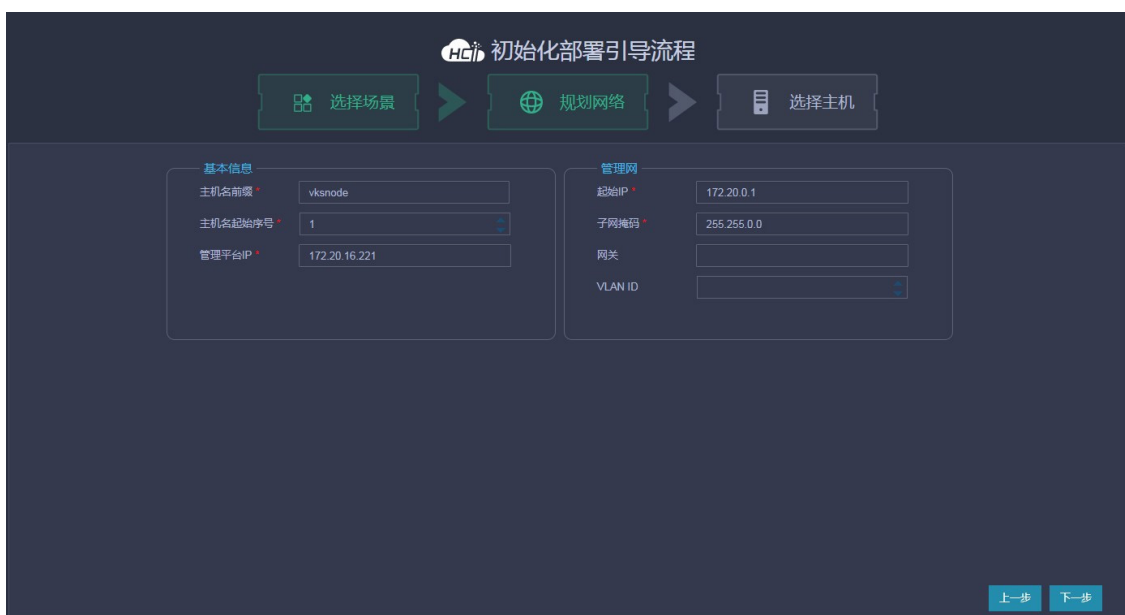 HCI 初始化部署引导流程
选择场景 规划网络 选择主机
基本信息
主机名前缀 * vksnode
主机名起始序号 * 1
管理平台IP * 172.20.16.221
管理网
起始IP * 172.20.0.1
子网掩码 * 255.255.0.0
网关
VLAN ID
上一步 下一步